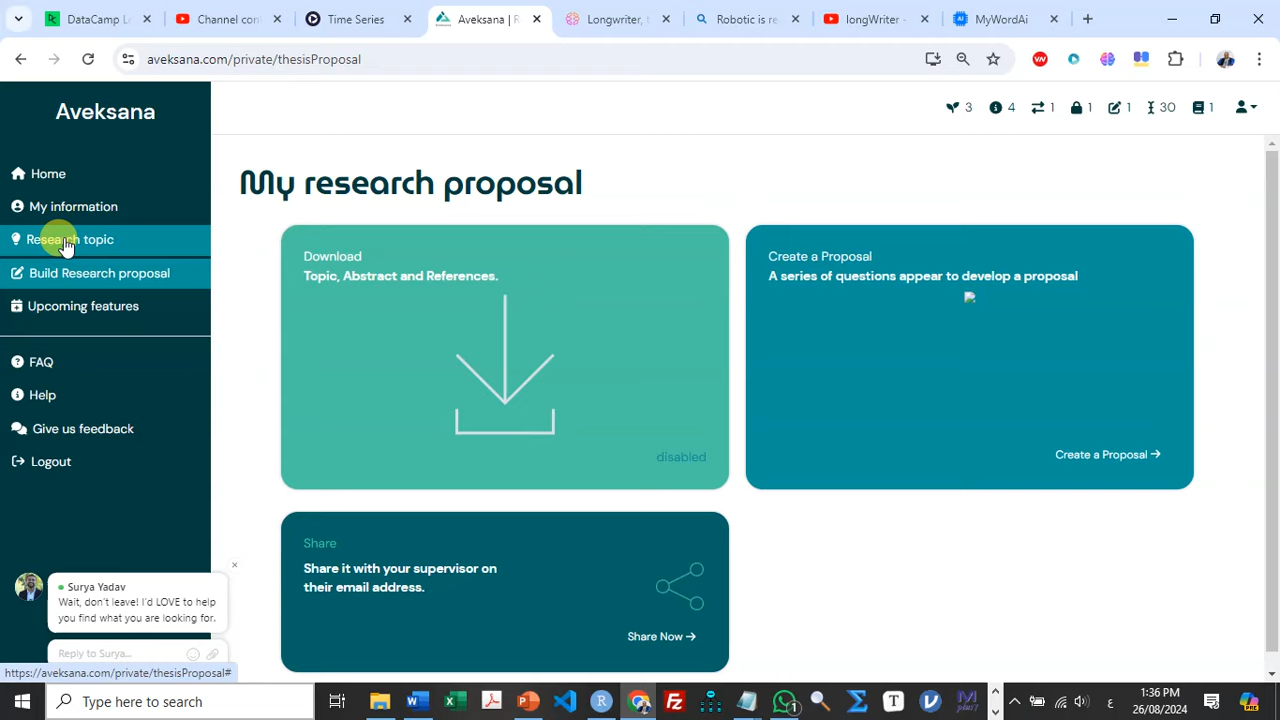 DataCamp L
Channel com
Time Series
Aveksana | R
Longwriter, t
Robotic is re
longWriter -
MyWordAi
aveksana.com/private/thesisProposal
Aveksana
3
4
1
1
1
30
1
Home
My information
Research topic
Build Research proposal
Upcoming features
FAQ
Help
Give us feedback
Logout
My research proposal
Download
Topic, Abstract and References.
disabled
Create a Proposal
A series of questions appear to develop a proposal
Create a Proposal →
Share
Share it with your supervisor on
their email address.
Share Now →
Surya Yadav
Wait, don't leave! I'd LOVE to help
you find what you are looking for.
Reply to Surya...
https://aveksana.com/private/thesisProposal#
Type here to search
1
1:36 PM
26/08/2024
ع